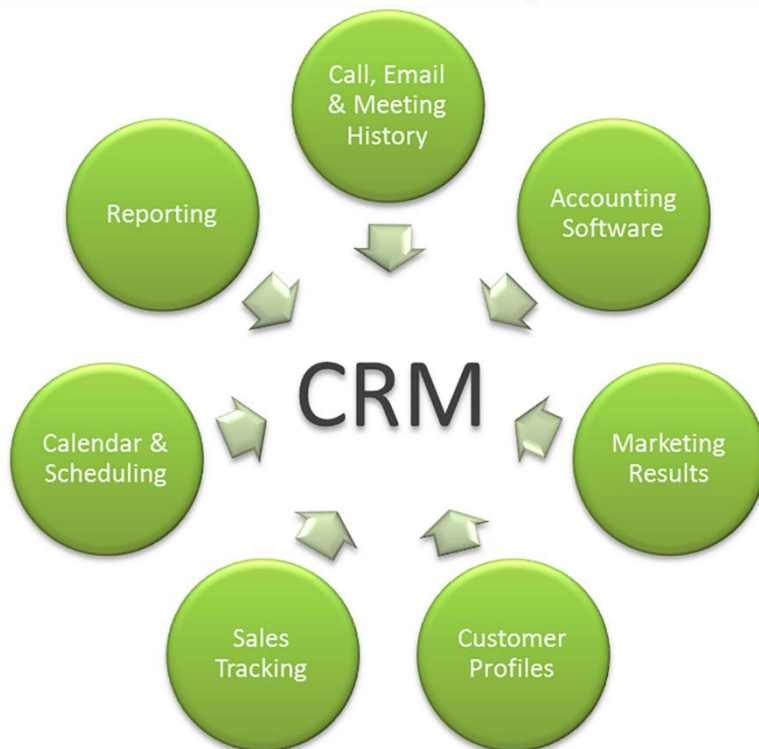 Call, Email
& Meeting
History
Accounting
Software
Marketing
Results
Customer
Profiles
Sales
Tracking
Calendar &
Scheduling
Reporting
CRM